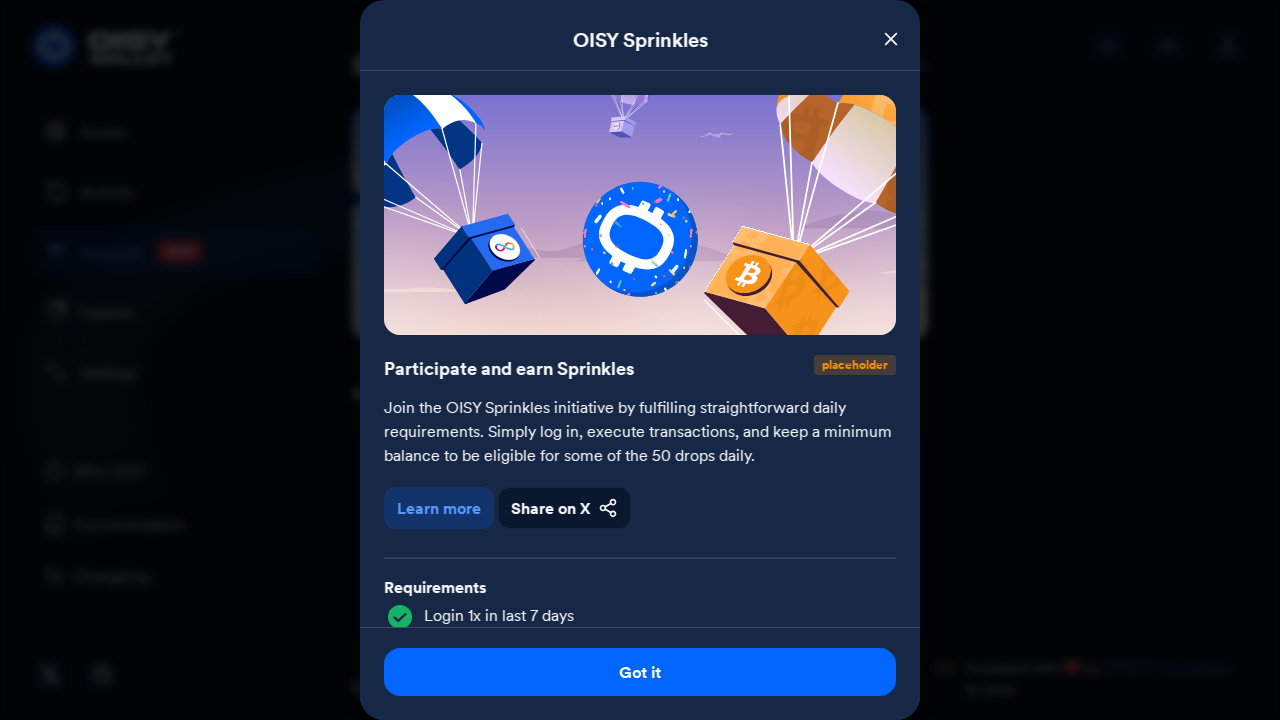 OISY Sprinkles
Participate and earn Sprinkles
placeholder
Join the OISY Sprinkles initiative by fulfilling straightforward daily
requirements. Simply log in, execute transactions, and keep a minimum
balance to be eligible for some of the 50 drops daily.
Learn more
Share on X
Requirements
Login 1x in last 7 days
Got it